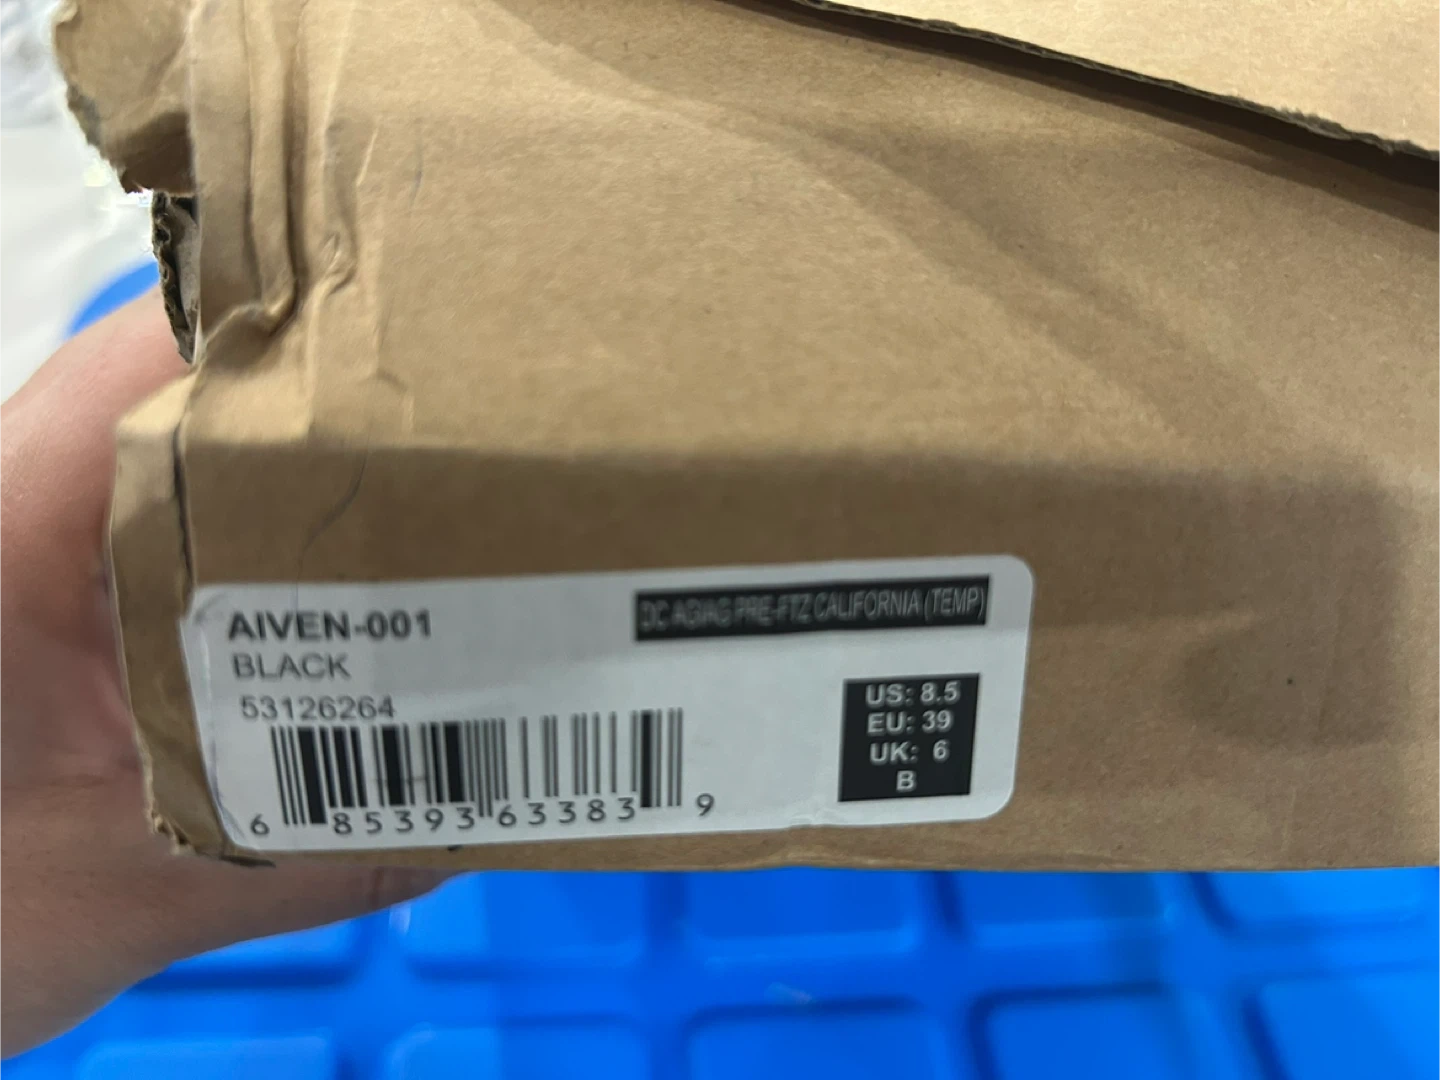 AIVEN-001
BLACK
53126264
6 85393 63383 9
DC AGIAG PRE-FTZ CALIFORNIA (TEMP)
US: 8.5
EU: 39
UK: 6
B